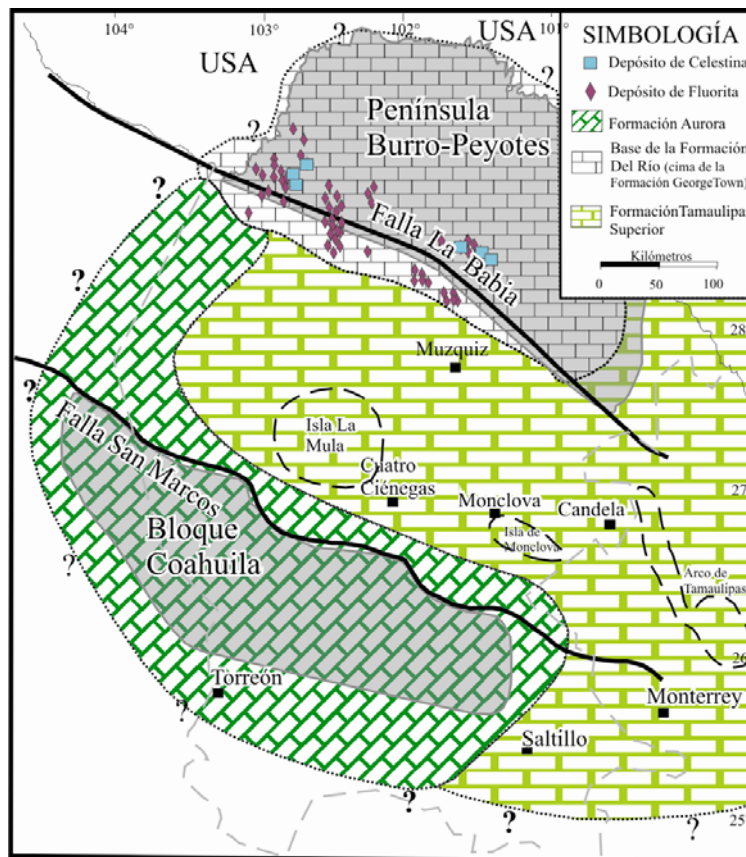 104°
103°
102°
101°
?
USA
USA
?
?
?
?
?
?
?
?
?
?
?
SIMBOLOGÍA
Depósito de Celestina
Depósito de Fluorita
Formación Aurora
Base de la Formación
Del Río (cima de la
Formación GeorgeTown)
FormaciónTamaulipa
Superior
Kilómetros
0
50
100
Península
Burro-Peyotes
Falla La Babia
28
Muzquiz
Isla La
Mula
Falla San Marcos
Cuatro
Ciénegas
27
Monclova
Candela
Isla de
Monclova
Bloque
Coahuila
Arco de
Tamaulipas
26
Torreón
Monterrey
Saltillo
25